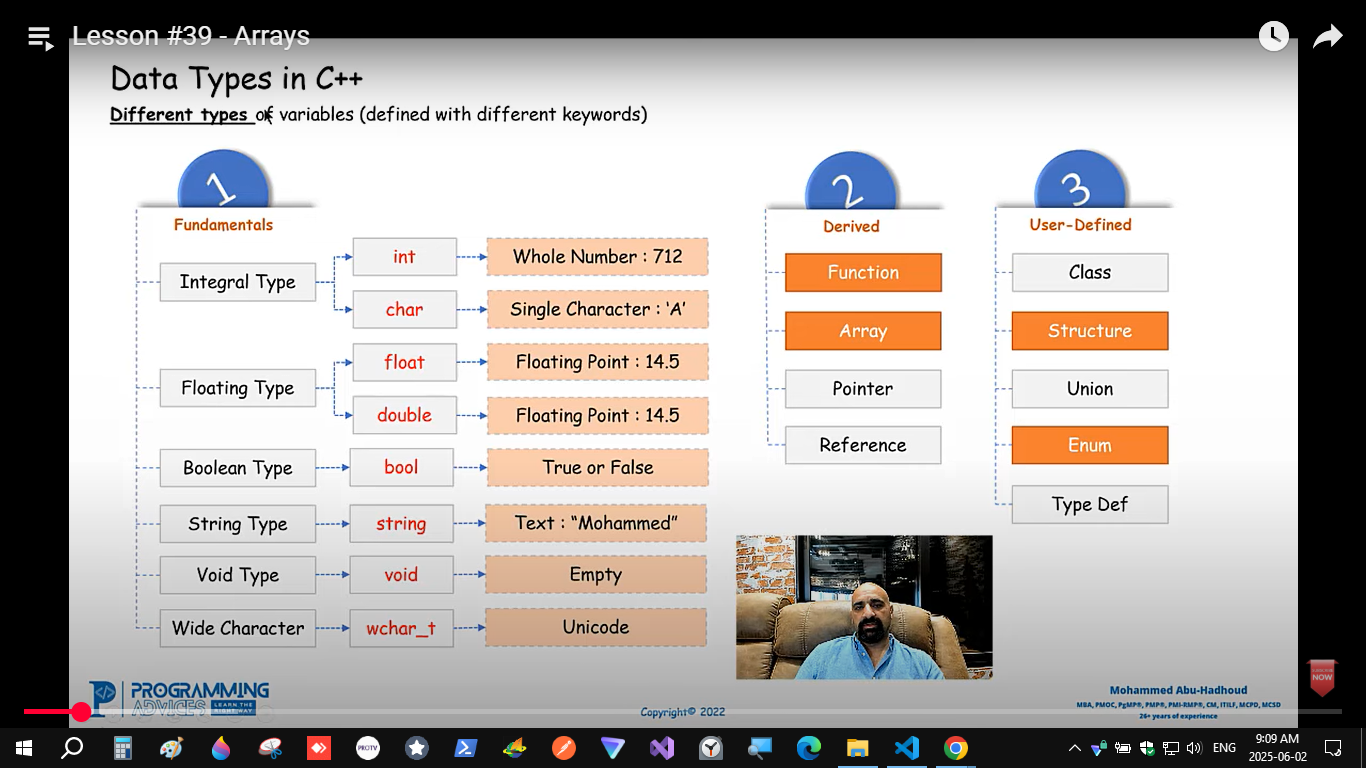 Lesson #39 - Arrays
Data Types in C++
Different types of variables (defined with different keywords)
1
Fundamentals
Integral Type
int
Whole Number : 712
char
Single Character : ‘A’
Floating Type
float
Floating Point : 14.5
double
Floating Point : 14.5
Boolean Type
bool
True or False
String Type
string
Text : “Mohammed”
Void Type
void
Empty
Wide Character
wchar_t
Unicode
2
Derived
Function
Array
Pointer
Reference
3
User-Defined
Class
Structure
Union
Enum
Type Def
PROGRAMMING
ADVICES
LEARN THE
RIGHT WAY
Copyright© 2022
Mohammed Abu-Hadhoud
MBA, PMOC, PgMP®, PMP®, PMI-RMP®, CM, ITILF, MCPD, MCSD
26+ years of experience
NOW
PROTV
ENG
9:09 AM
2025-06-02